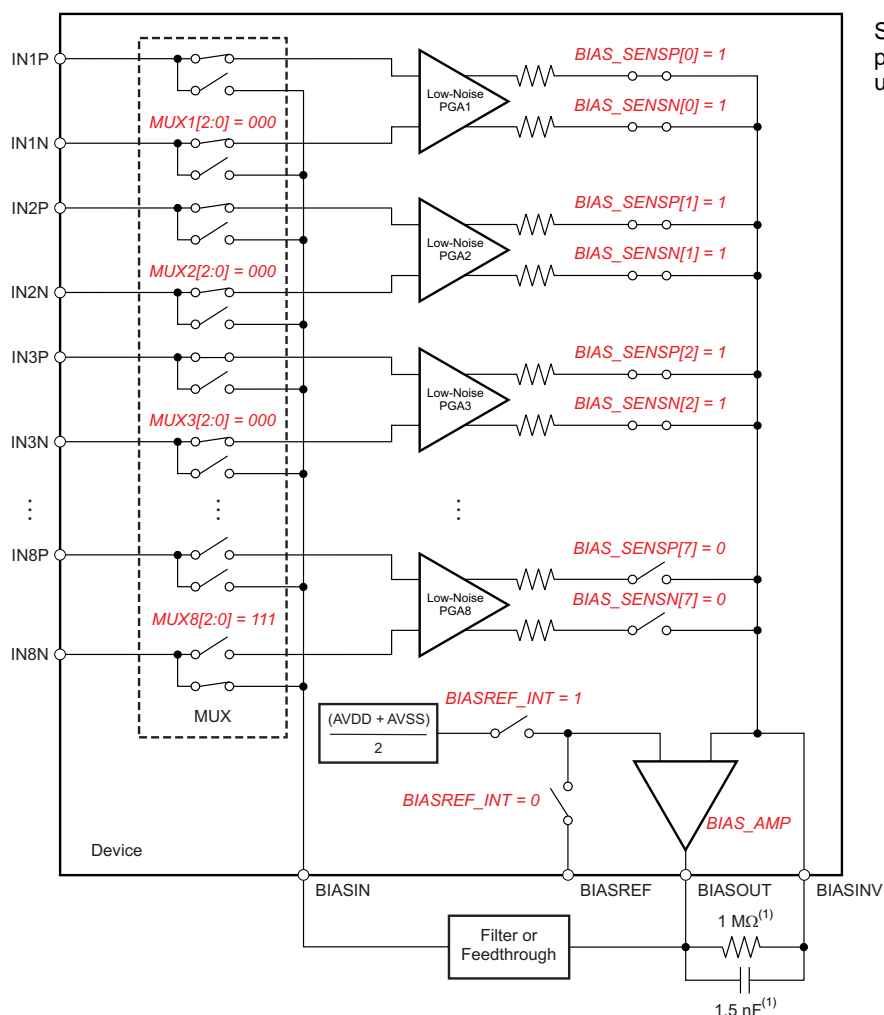 S
p
u
IN1P
BIAS_SENSP[0] = 1
Low-Noise
PGA1
BIAS_SENSN[0] = 1
MUX1[2:0] = 000
IN1N
IN2P
BIAS_SENSP[1] = 1
Low-Noise
PGA2
BIAS_SENSN[1] = 1
MUX2[2:0] = 000
IN2N
IN3P
BIAS_SENSP[2] = 1
Low-Noise
PGA3
BIAS_SENSN[2] = 1
MUX3[2:0] = 000
IN3N
IN8P
BIAS_SENSP[7] = 0
Low-Noise
PGA8
BIAS_SENSN[7] = 0
MUX8[2:0] = 111
IN8N
MUX
BIASREF_INT = 1
(AVDD + AVSS)
2
BIASREF_INT = 0
BIAS_AMP
Device
BIASIN
BIASREF
BIASOUT
BIASINV
Filter or
Feedthrough
1 MΩ(1)
1.5 nF(1)